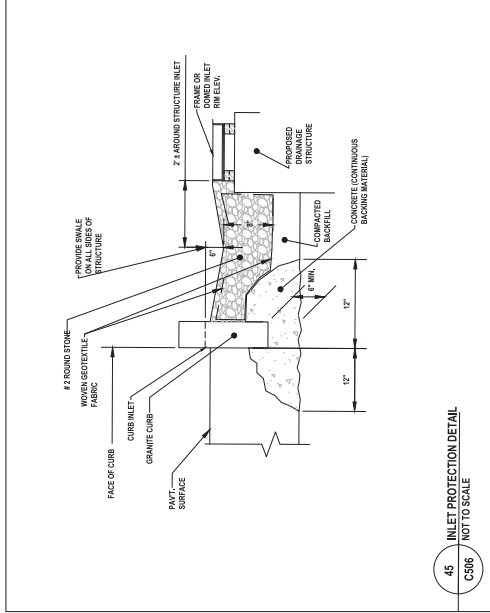 2" ± AROUND STRUCTURE INLET
FRAME OR
DOMED INLET
RIM ELEV.
PROVIDE SWALE
ON ALL SIDES OF
STRUCTURE
# 2 ROUND STONE
WOVEN GEOTEXTILE
FABRIC
FACE OF CURB
CURB INLET
GRANITE CURB
PAV'T.
SURFACE
6"
8"
PROPOSED
DRAINAGE
STRUCTURE
COMPACTED
BACKFILL
CONCRETE (CONTINUOUS
BACKING MATERIAL)
6" MIN.
12"
12"
45
C506
INLET PROTECTION DETAIL
NOT TO SCALE